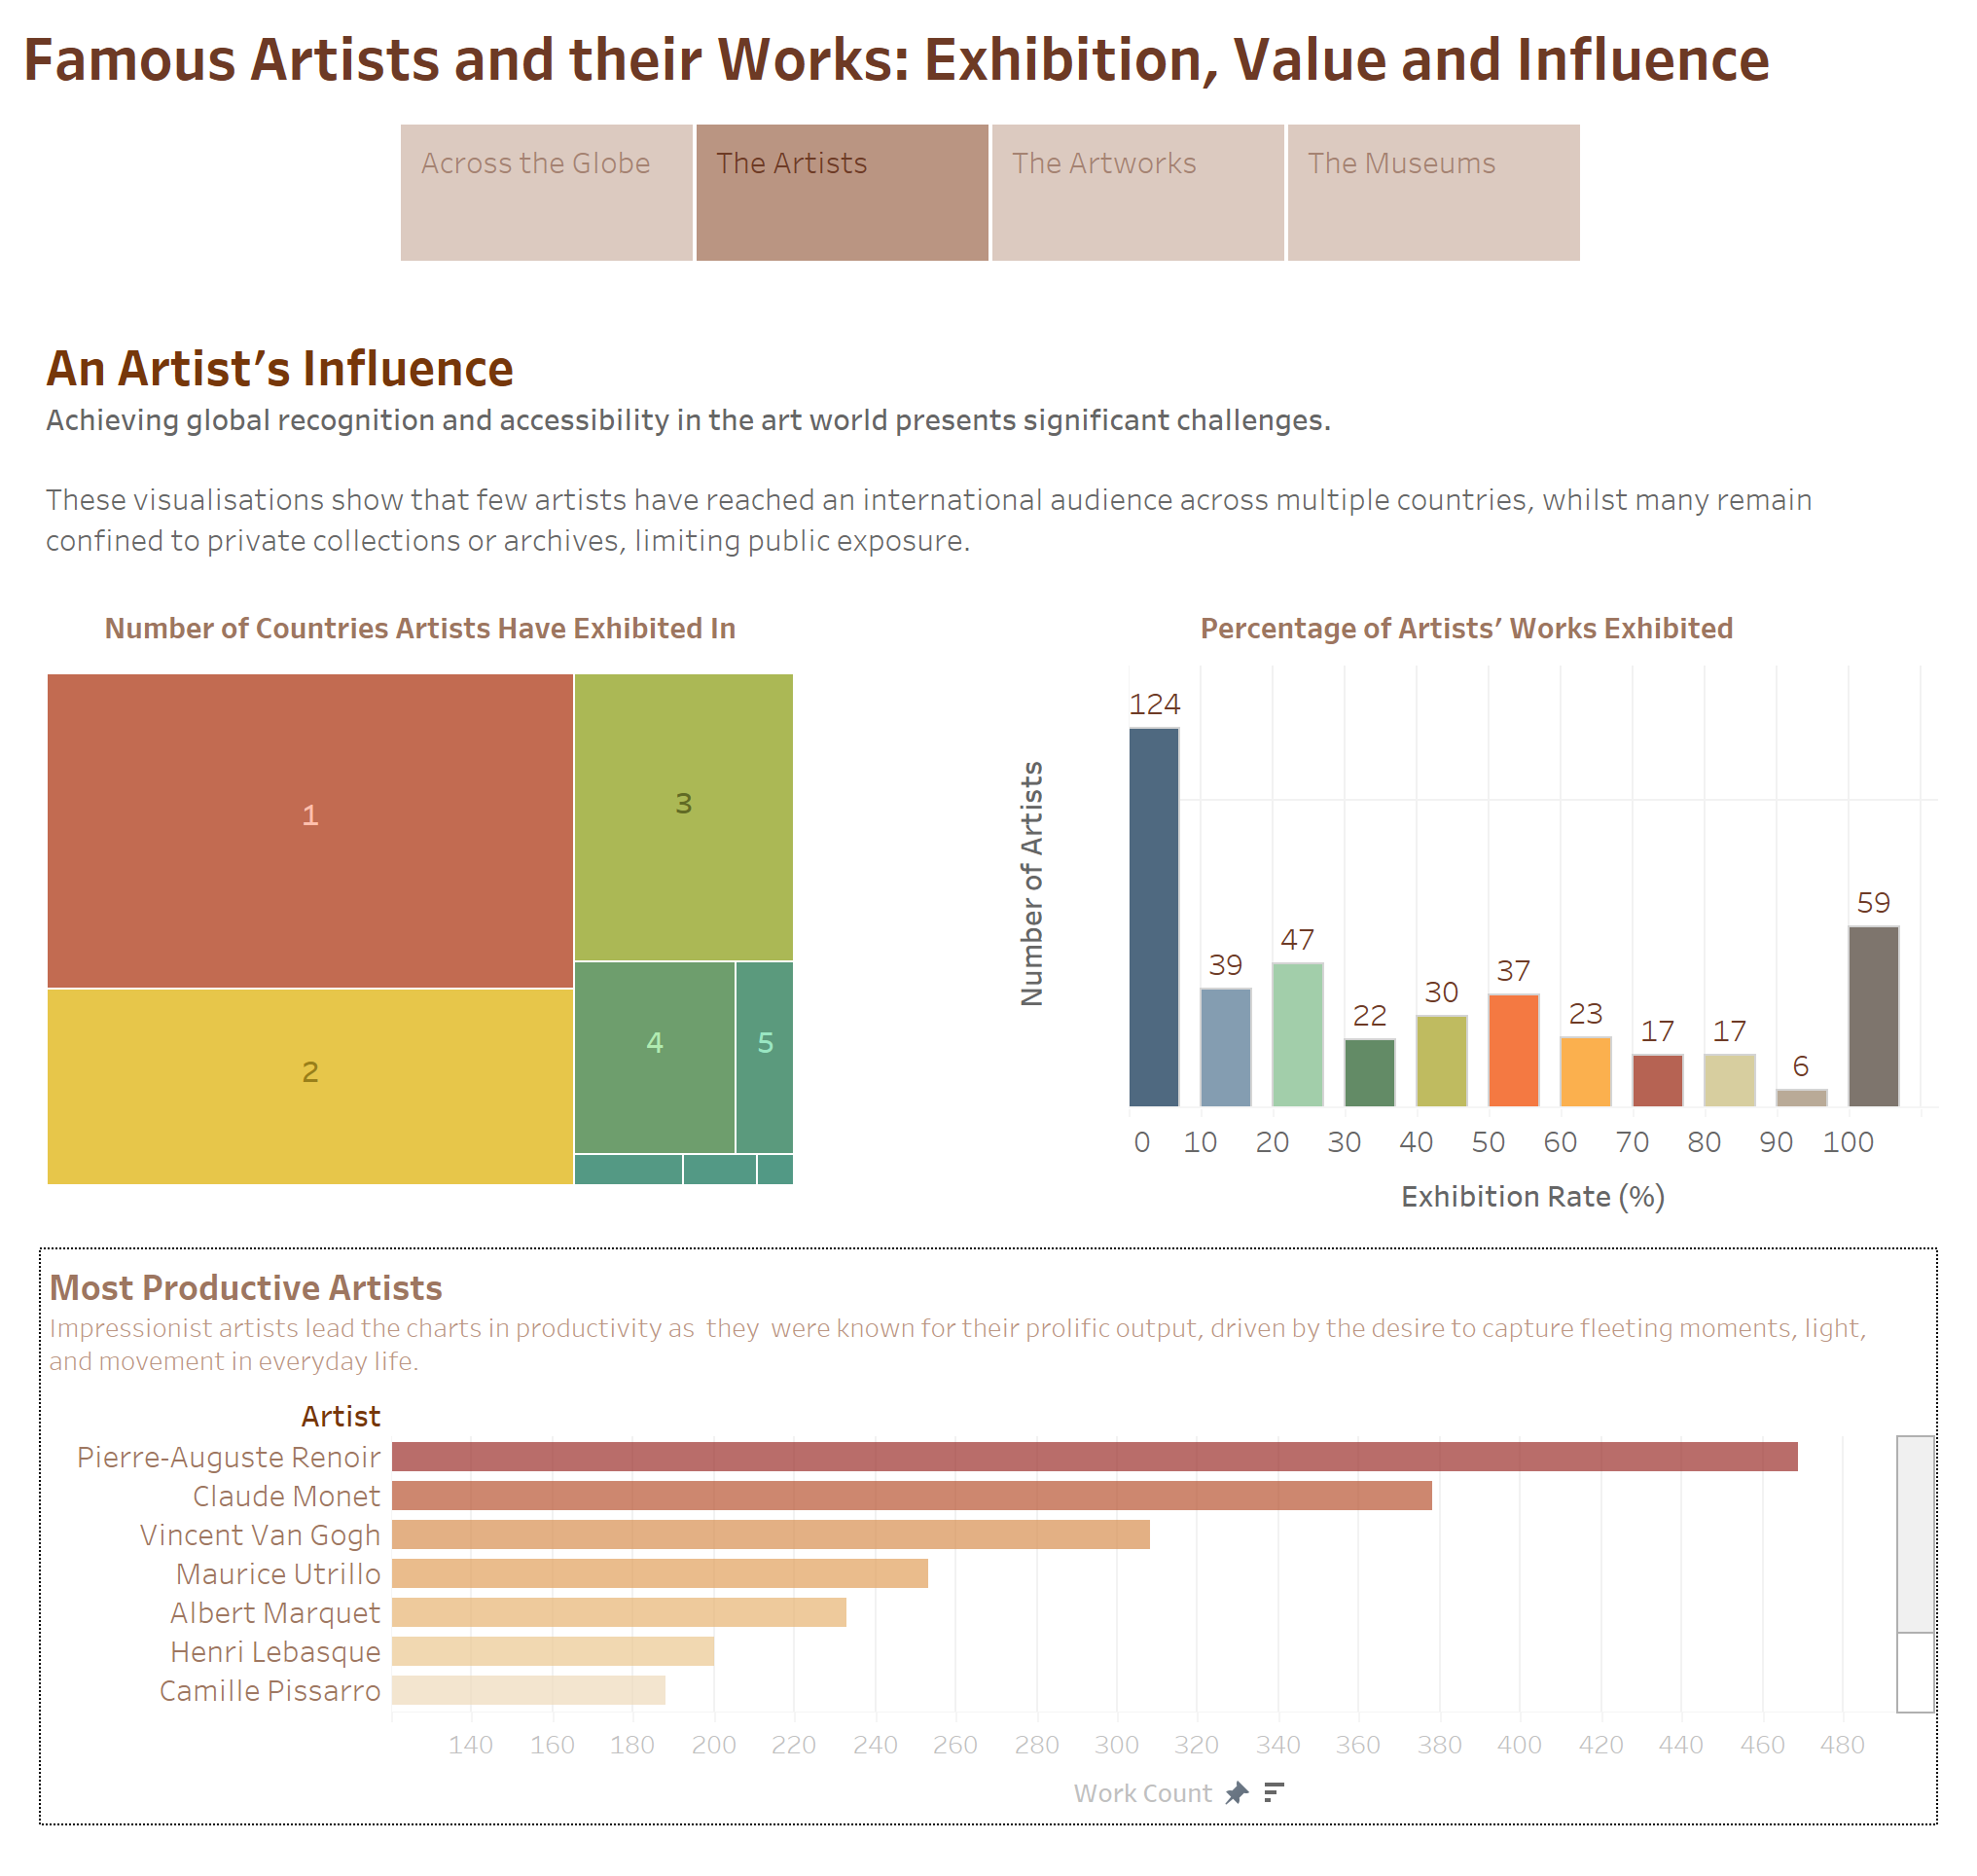 Famous Artists and their Works: Exhibition, Value and Influence
Across the Globe
The Artists
The Artworks
The Museums
An Artist’s Influence
Achieving global recognition and accessibility in the art world presents significant challenges.
These visualisations show that few artists have reached an international audience across multiple countries, whilst many remain
confined to private collections or archives, limiting public exposure.
Number of Countries Artists Have Exhibited In
1
2
3
4
5
Percentage of Artists’ Works Exhibited
Number of Artists
124
39
47
22
30
37
23
17
17
6
59
0 10 20 30 40 50 60 70 80 90 100
Exhibition Rate (%)
Most Productive Artists
Impressionist artists lead the charts in productivity as they were known for their prolific output, driven by the desire to capture fleeting moments, light,
and movement in everyday life.
Artist
Pierre-Auguste Renoir
Claude Monet
Vincent Van Gogh
Maurice Utrillo
Albert Marquet
Henri Lebasque
Camille Pissarro
140 160 180 200 220 240 260 280 300 320 340 360 380 400 420 440 460 480
Work Count